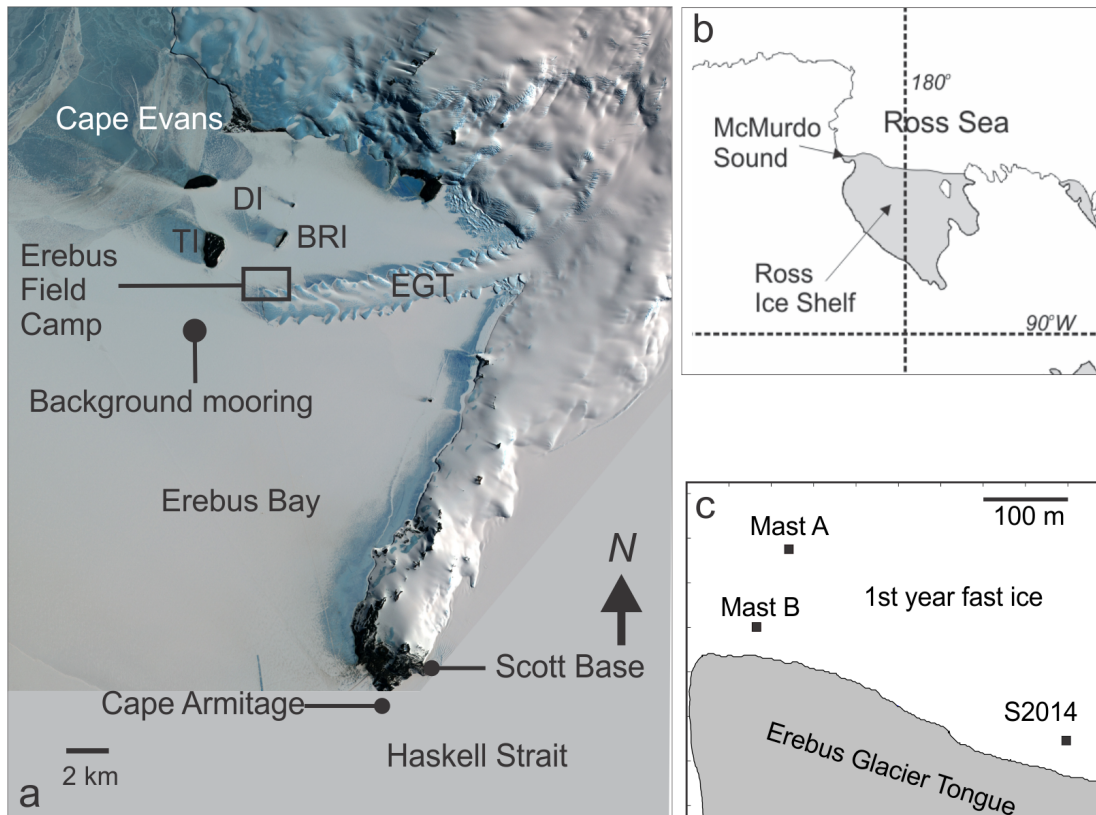 Cape Evans
DI
TI
BRI
Erebus
Field
Camp
EGT
Background mooring
Erebus Bay
N
Scott Base
Cape Armitage
Haskell Strait
2 km
a
b
180°
McMurdo
Sound
Ross Sea
Ross
Ice Shelf
90°W
c
100 m
Mast A
1st year fast ice
Mast B
S2014
Erebus Glacier Tongue